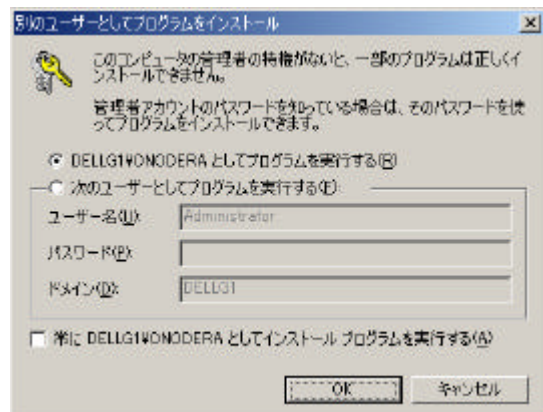 別のユーザーとしてプログラムをインストール
このコンピュータの管理者の特権がないと、一部のプログラムは正しくイ
ンストールできません。
管理者アカウントのパスワードを知っている場合は、そのパスワードを使
ってプログラムをインストールできます。
DELLG1¥ONODERA としてプログラムを実行する(R)
次のユーザーとしてプログラムを実行する(E):
ユーザー名(U):
Administrator
パスワード(P):
ドメイン(D):
DELLG1
常に DELLG1¥ONODERA としてインストール プログラムを実行する(A)
OK
キャンセル